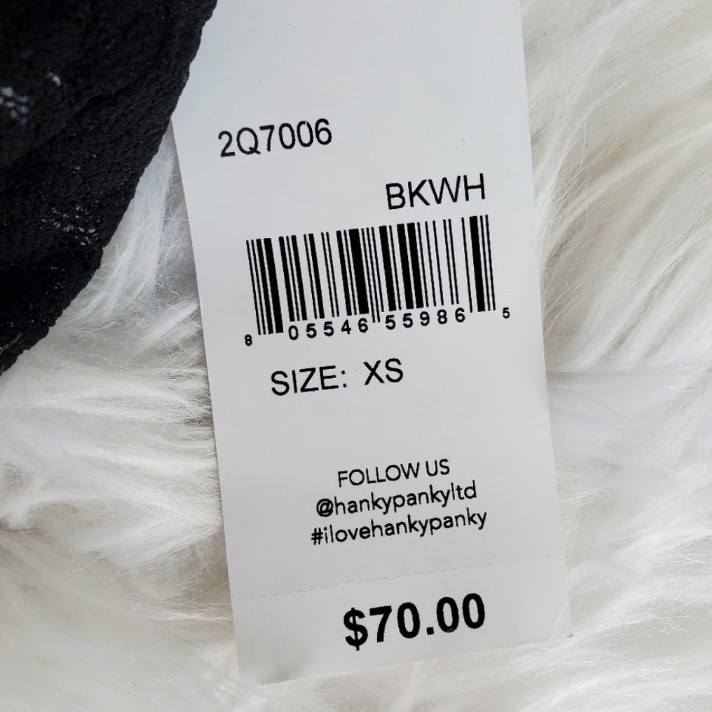 2Q7006
BKWH
8 05546 55986 5
SIZE: XS
FOLLOW US
@hankypankyltd
#ilovehankypanky
$70.00